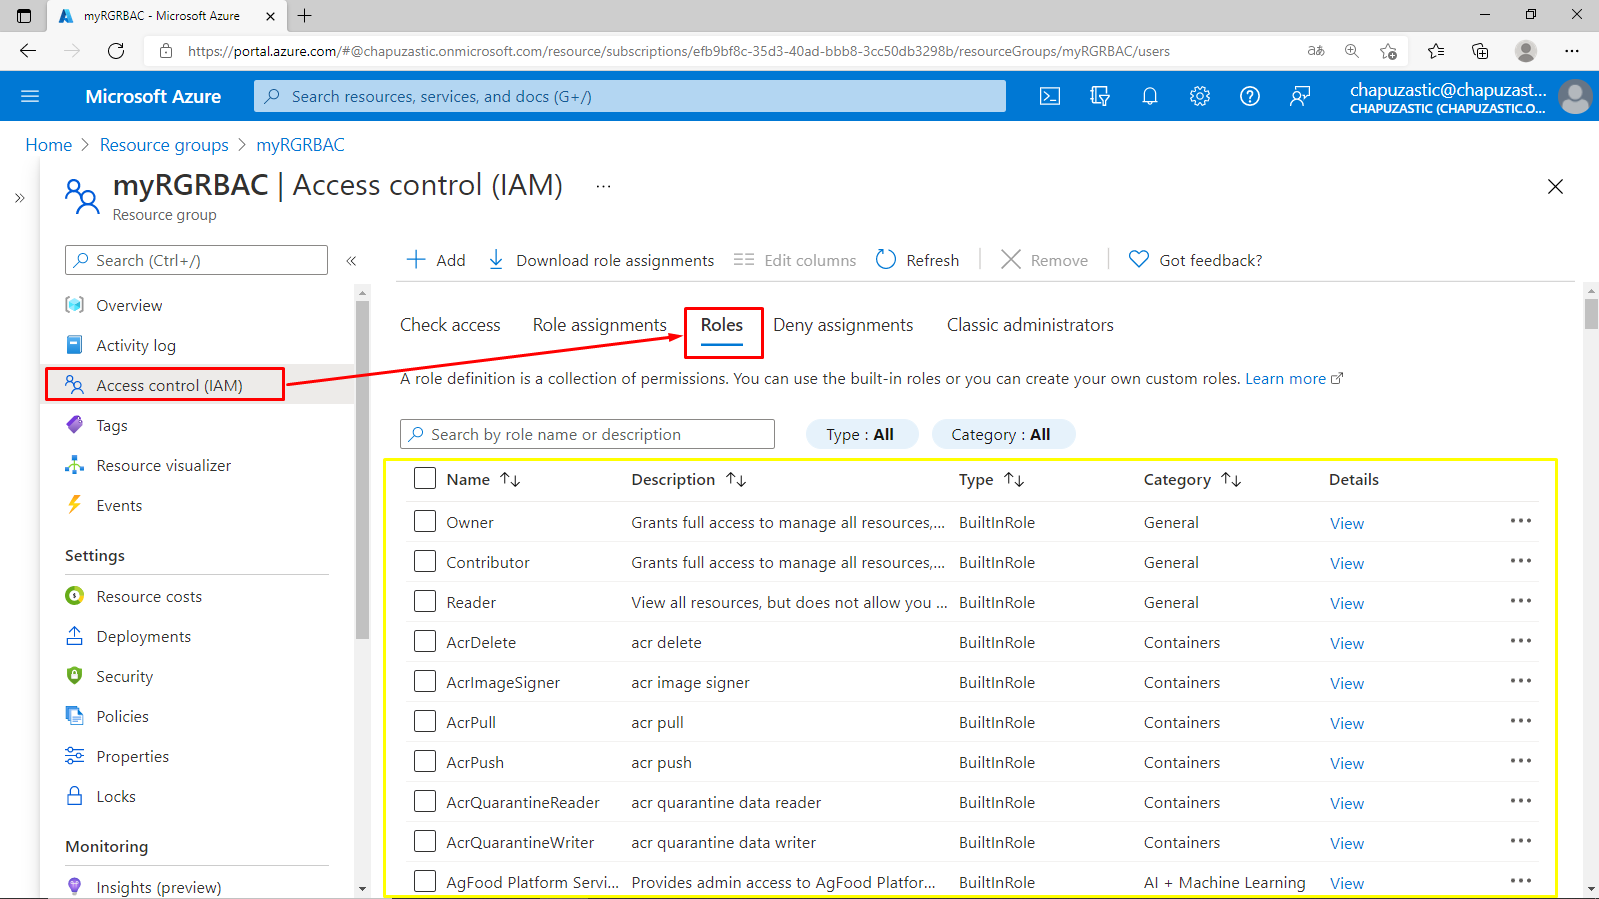 myRGRBAC - Microsoft Azure
https://portal.azure.com/#@chapuzastic.onmicrosoft.com/resource/subscriptions/efb9bf8c-35d3-40ad-bbb8-3cc50db3298b/resourceGroups/myRGRBAC/users
aあ
Microsoft Azure
Search resources, services, and docs (G+/)
chapuzastic@chapuzast...
CHAPUZASTIC (CHAPUZASTIC.O...
Home > Resource groups > myRGRBAC
myRGRBAC | Access control (IAM) ...
Resource group
Search (Ctrl+/)
Overview
Activity log
Access control (IAM)
Tags
Resource visualizer
Events
Settings
Resource costs
Deployments
Security
Policies
Properties
Locks
Monitoring
Insights (preview)
Add Download role assignments Edit columns Refresh Remove Got feedback?
Check access Role assignments Roles Deny assignments Classic administrators
A role definition is a collection of permissions. You can use the built-in roles or you can create your own custom roles. Learn more
Search by role name or description Type : All Category : All
Name Description Type Category Details
Owner Grants full access to manage all resources,... BuiltInRole General View
Contributor Grants full access to manage all resources,... BuiltInRole General View
Reader View all resources, but does not allow you ... BuiltInRole General View
AcrDelete acr delete BuiltInRole Containers View
AcrImageSigner acr image signer BuiltInRole Containers View
AcrPull acr pull BuiltInRole Containers View
AcrPush acr push BuiltInRole Containers View
AcrQuarantineReader acr quarantine data reader BuiltInRole Containers View
AcrQuarantineWriter acr quarantine data writer BuiltInRole Containers View
AgFood Platform Servi... Provides admin access to AgFood Platfor... BuiltInRole AI + Machine Learning View